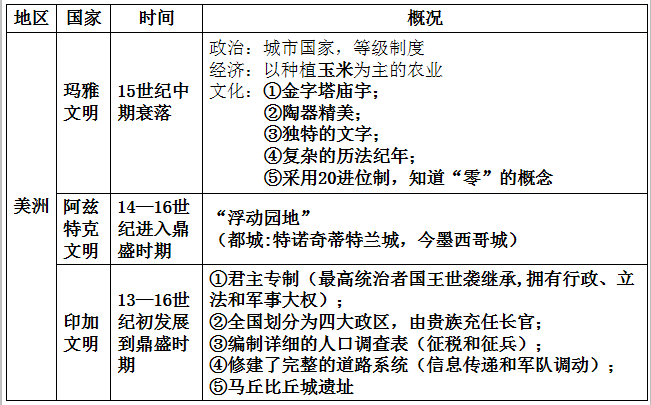 地区 国家 时间 概况
美洲
玛雅
文明
15世纪中
期衰落
政治：城市国家，等级制度
经济：以种植玉米为主的农业
文化：①金字塔庙宇；
②陶器精美；
③独特的文字；
④复杂的历法纪年；
⑤采用20进位制，知道“零”的概念
阿兹
特克
文明
14—16世
纪进入鼎
盛时期
“浮动园地”
（都城:特诺奇蒂特兰城，今墨西哥城）
印加
文明
13—16世
纪初发展
到鼎盛时
期
①君主专制（最高统治者国王世袭继承,拥有行政、立
法和军事大权）；
②全国划分为四大政区，由贵族充任长官；
③编制详细的人口调查表（征税和征兵）；
④修建了完整的道路系统（信息传递和军队调动）；
⑤马丘比丘城遗址